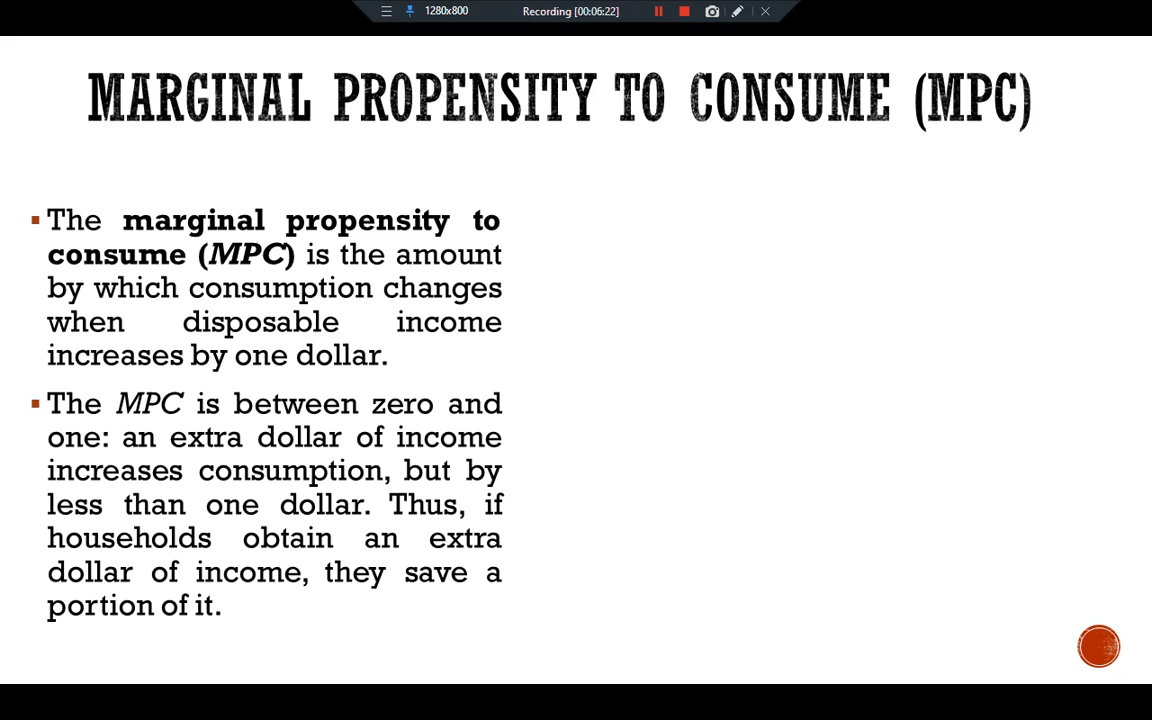 1280x800 Recording [00:06:22]
MARGINAL PROPENSITY TO CONSUME (MPC)
The marginal propensity to
consume (MPC) is the amount
by which consumption changes
when disposable income
increases by one dollar.
The MPC is between zero and
one: an extra dollar of income
increases consumption, but by
less than one dollar. Thus, if
households obtain an extra
dollar of income, they save a
portion of it.